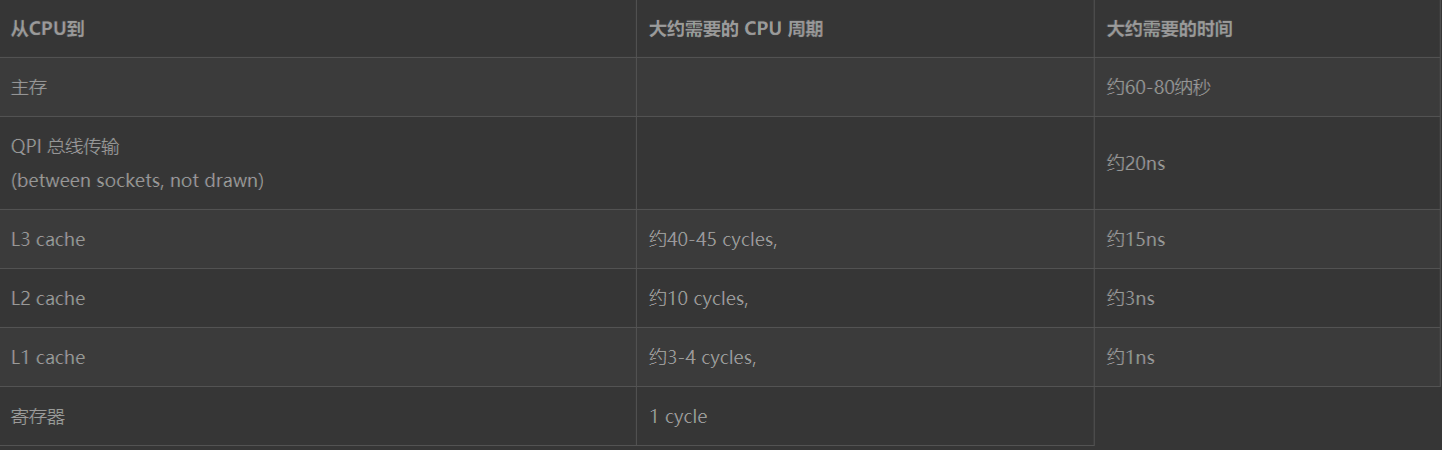 从CPU到 大约需要的 CPU 周期 大约需要的时间
主存 约60-80纳秒
QPI 总线传输
(between sockets, not drawn) 约20ns
L3 cache 约40-45 cycles, 约15ns
L2 cache 约10 cycles, 约3ns
L1 cache 约3-4 cycles, 约1ns
寄存器 1 cycle